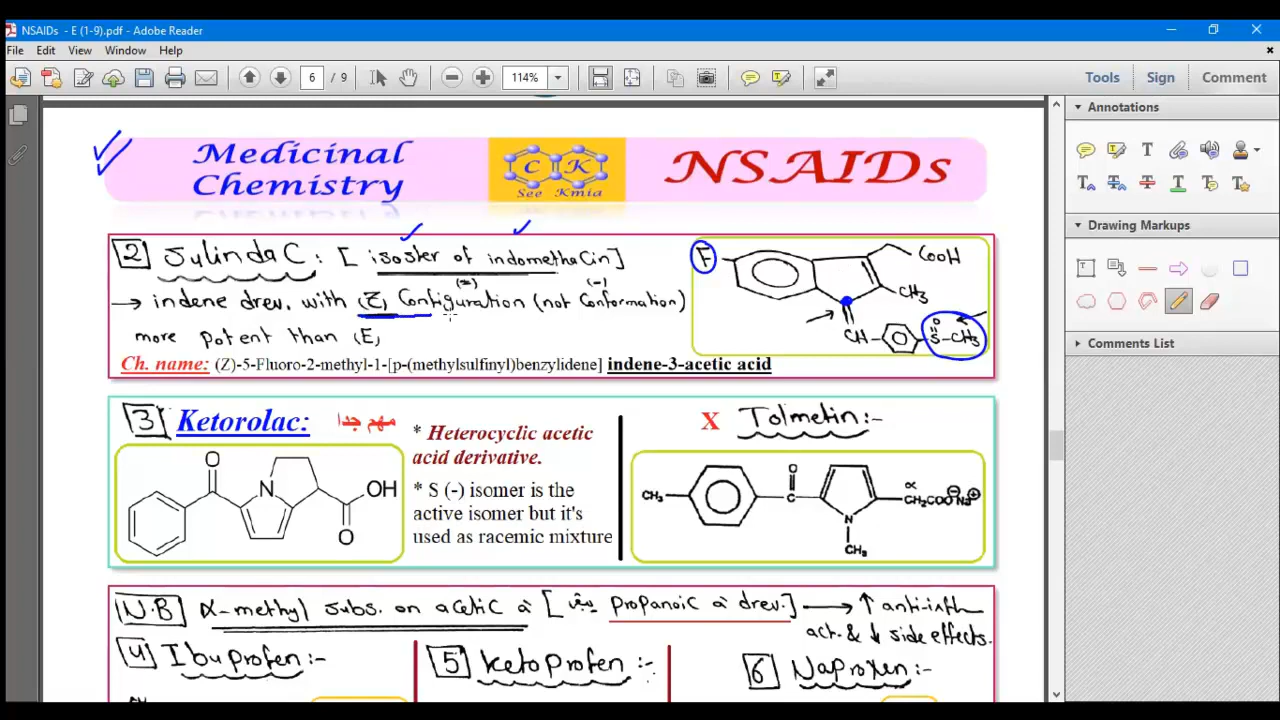 NSAIDs - E (1-9).pdf - Adobe Reader
File Edit View Window Help
6 / 9 114% Tools Sign Comment
Annotations
Drawing Markups
Comments List
Medicinal Chemistry
C K
See Kmia
NSAIDs
2 SulindaC: [isoster of indomethaCin]
→ indene drev. with (Z) Configuration (not Conformation)
more potent than (E)
Ch. name: (Z)-5-Fluoro-2-methyl-1-[p-(methylsulfinyl)benzylidene] indene-3-acetic acid
F COOH
CH3
CH O S CH3
3 Ketorolac: مهم جدا
* Heterocyclic acetic
acid derivative.
* S (-) isomer is the
active isomer but it's
used as racemic mixture
O N OH O
X Tolmetin:-
CH3 O C N CH3 α CH2COO⊖Na⊕
N.B α-methyl subs. on acetic a [ propanoic a drev.] → ↑ anti-infl
act. & ↓ side effects.
4 Ibuprofen:- 5 ketoprofen:- 6 Naproxen:-